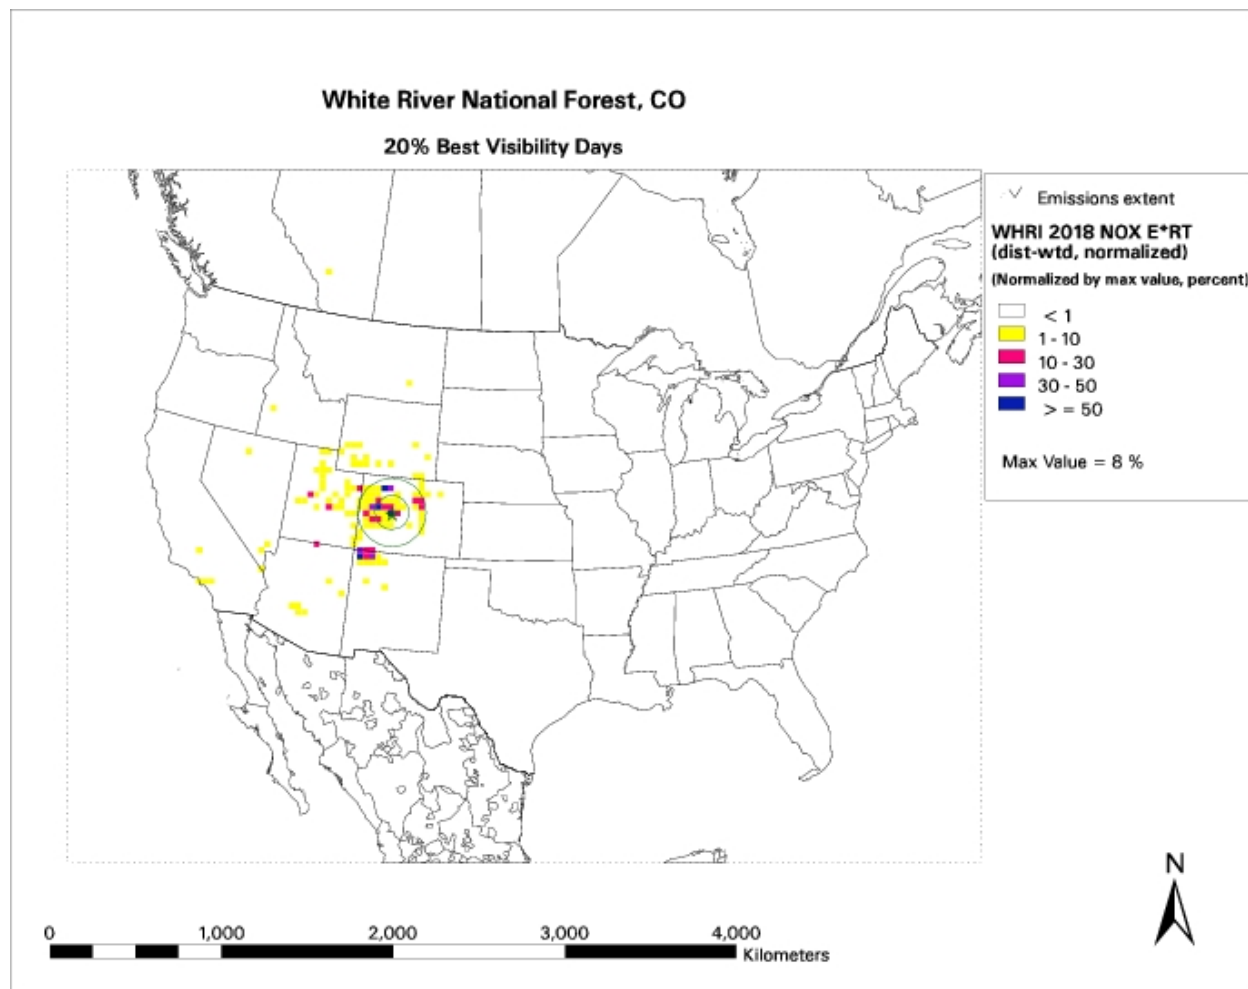 White River National Forest, CO
20% Best Visibility Days
Emissions extent
WHRI 2018 NOX E*RT
(dist-wtd, normalized)
(Normalized by max value, percent)
< 1
1 - 10
10 - 30
30 - 50
> = 50
Max Value = 8 %
N
0 1,000 2,000 3,000 4,000
Kilometers